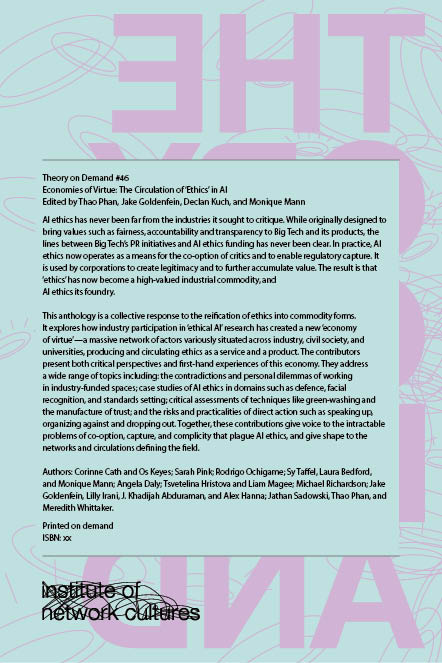 THE
Theory on Demand #46
Economies of Virtue: The Circulation of ‘Ethics’ in AI
Edited by Thao Phan, Jake Goldenfein, Declan Kuch, and Monique Mann
AI ethics has never been far from the industries it sought to critique. While originally designed to
bring values such as fairness, accountability and transparency to Big Tech and its products, the
lines between Big Tech’s PR initiatives and AI ethics funding has never been clear. In practice, AI
ethics now operates as a means for the co-option of critics and to enable regulatory capture. It
is used by corporations to create legitimacy and to further accumulate value. The result is that
‘ethics’ has now become a high-valued industrial commodity, and
AI ethics its foundry.
This anthology is a collective response to the reification of ethics into commodity forms.
It explores how industry participation in ‘ethical AI’ research has created a new ‘economy
of virtue’—a massive network of actors variously situated across industry, civil society, and
universities, producing and circulating ethics as a service and a product. The contributors
present both critical perspectives and first-hand experiences of this economy. They address
a wide range of topics including: the contradictions and personal dilemmas of working
in industry-funded spaces; case studies of AI ethics in domains such as defence, facial
recognition, and standards setting; critical assessments of techniques like green-washing and
the manufacture of trust; and the risks and practicalities of direct action such as speaking up,
organizing against and dropping out. Together, these contributions give voice to the intractable
problems of co-option, capture, and complicity that plague AI ethics, and give shape to the
networks and circulations defining the field.
Authors: Corinne Cath and Os Keyes; Sarah Pink; Rodrigo Ochigame; Sy Taffel, Laura Bedford,
and Monique Mann; Angela Daly; Tsvetelina Hristova and Liam Magee; Michael Richardson; Jake
Goldenfein, Lilly Irani, J. Khadijah Abduraman, and Alex Hanna; Jathan Sadowski, Thao Phan, and
Meredith Whittaker.
Printed on demand
ISBN: xx
institute of
network cultures
AND